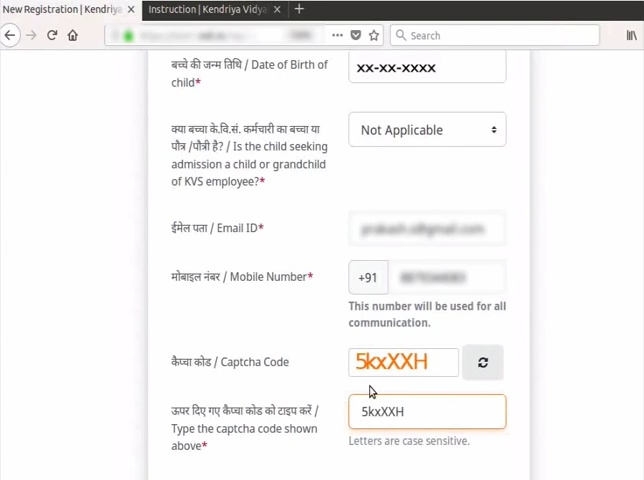 New Registration | Kendriy
Instruction | Kendriya Vidya
Search
बच्चे की जन्म तिथि / Date of Birth of
child*
xx-xx-xxxx
क्या बच्चा के.वि.सं. कर्मचारी का बच्चा या
पौत्र /पौत्री है? / Is the child seeking
admission a child or grandchild
of KVS employee?*
Not Applicable
ईमेल पता / Email ID*
मोबाइल नंबर / Mobile Number*
+91
This number will be used for all
communication.
कैप्चा कोड / Captcha Code
5kxXXH
ऊपर दिए गए कैप्चा कोड को टाइप करें /
Type the captcha code shown
above*
5kxXXH
Letters are case sensitive.